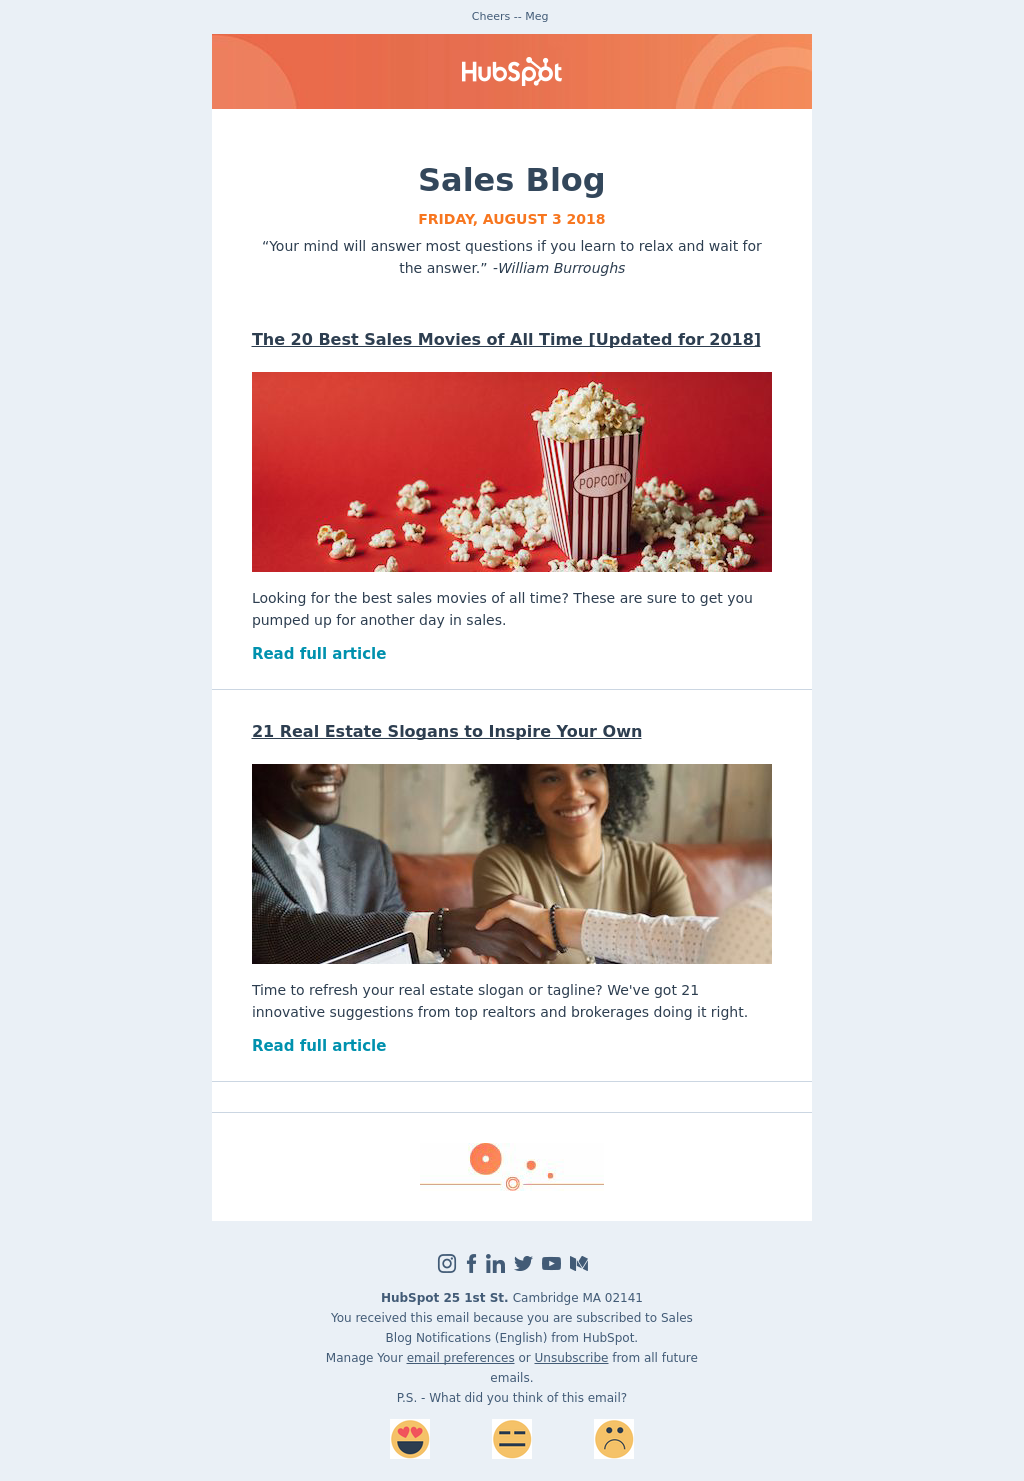 Cheers -- Meg
HubSpot
Sales Blog
FRIDAY, AUGUST 3 2018
“Your mind will answer most questions if you learn to relax and wait for
the answer.” -William Burroughs
The 20 Best Sales Movies of All Time [Updated for 2018]
POPCORN
Looking for the best sales movies of all time? These are sure to get you
pumped up for another day in sales.
Read full article
21 Real Estate Slogans to Inspire Your Own
Time to refresh your real estate slogan or tagline? We've got 21
innovative suggestions from top realtors and brokerages doing it right.
Read full article
HubSpot 25 1st St. Cambridge MA 02141
You received this email because you are subscribed to Sales
Blog Notifications (English) from HubSpot.
Manage Your email preferences or Unsubscribe from all future
emails.
P.S. - What did you think of this email?